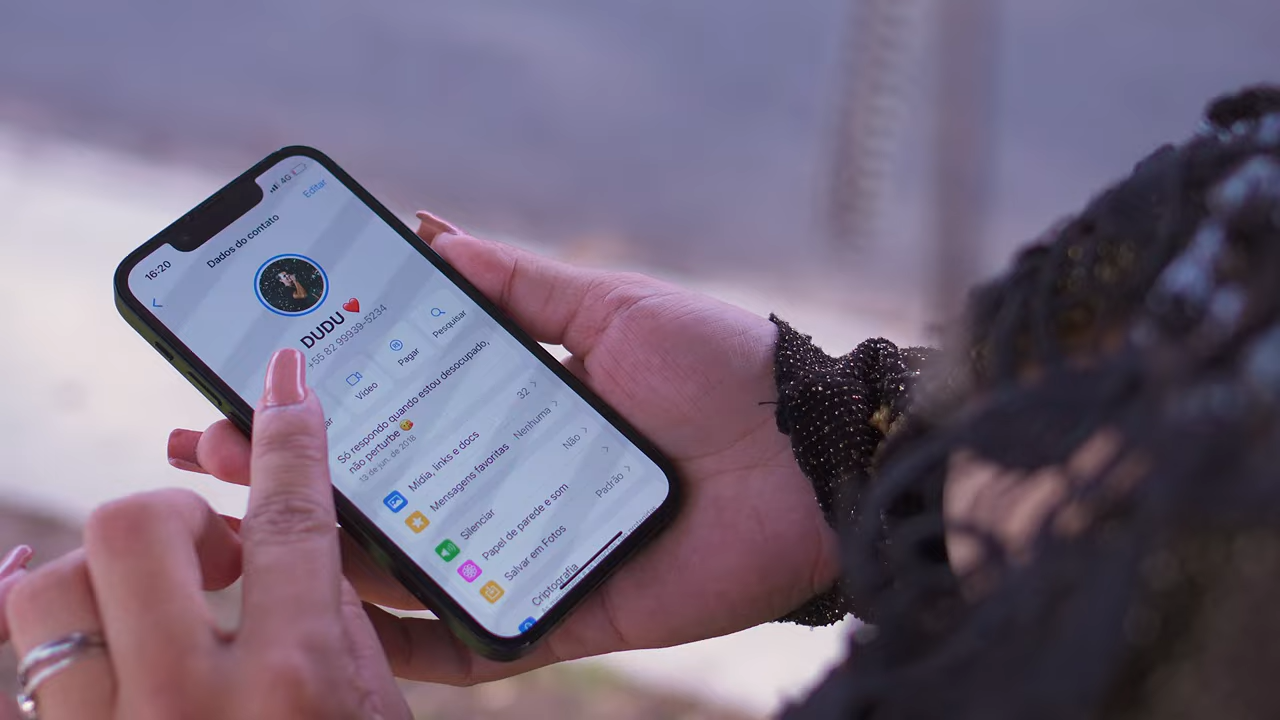 16:20
4G
Editar
Dados do contato
DUDU ❤️
+55 82 99939-5234
Vídeo
Pagar
Pesquisar
Só respondo quando estou desocupado,
não perturbe 😘
13 de jun. de 2018
Mídia, links e docs 32
Mensagens favoritas Nenhuma
Silenciar Não
Papel de parede e som
Salvar em Fotos Padrão
Criptografia